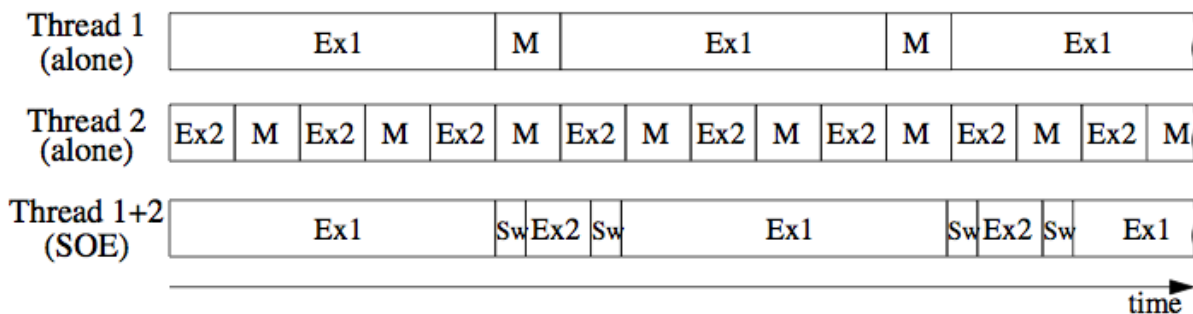 Thread 1
(alone)
Ex1 M Ex1 M Ex1
Thread 2
(alone)
Ex2 M Ex2 M Ex2 M Ex2 M Ex2 M Ex2 M Ex2 M Ex2 M
Thread 1+2
(SOE)
Ex1 Sw Ex2 Sw Ex1 Sw Ex2 Sw Ex1
time